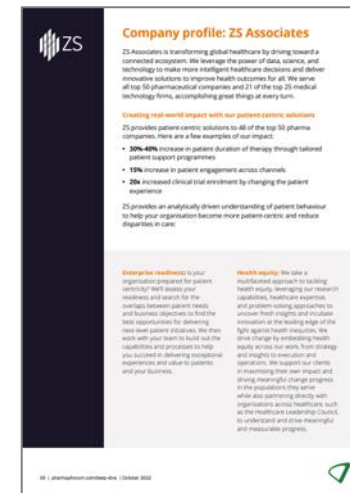 ZS
Company profile: ZS Associates
ZS Associates is transforming global healthcare by driving toward a
connected ecosystem. We leverage the power of data, science, and
technology to make more intelligent healthcare decisions and deliver
innovative solutions to improve health outcomes for all. We serve
all top 50 pharmaceutical companies and 21 of the top 25 medical
technology firms, accomplishing great things at every turn.
Creating real-world impact with our patient-centric solutions
ZS provides patient-centric solutions to 48 of the top 50 pharma
companies. Here are a few examples of our impact:
• 30%-40% increase in patient duration of therapy through tailored
patient support programmes
• 15% increase in patient engagement across channels
• 20x increased clinical trial enrolment by changing the patient
experience
ZS provides an analytically driven understanding of patient behaviour
to help your organisation become more patient-centric and reduce
disparities in care:
Enterprise readiness: Is your
organisation prepared for patient
centricity? We'll assess your
readiness and search for the
overlaps between patient needs
and business objectives to find the
best opportunities for delivering
next-level patient initiatives. We then
work with your team to build out the
capabilities and processes to help
you succeed in delivering exceptional
experiences and value to patients
and your business.
Health equity: We take a
multifaceted approach to tackling
health equity, leveraging our research
capabilities, healthcare expertise,
and problem-solving approaches to
uncover fresh insights and incubate
innovation at the leading edge of the
fight against health inequities. We
drive change by embedding health
equity across our work, from strategy
and insights to execution and
operations. We support our clients
in maximising their own impact and
driving meaningful change progress
in the populations they serve
while also partnering directly with
organisations across healthcare, such
as the Healthcare Leadership Council,
to understand and drive meaningful
and measurable progress.
| pharmaphorum.com/deep-dive | October 2022